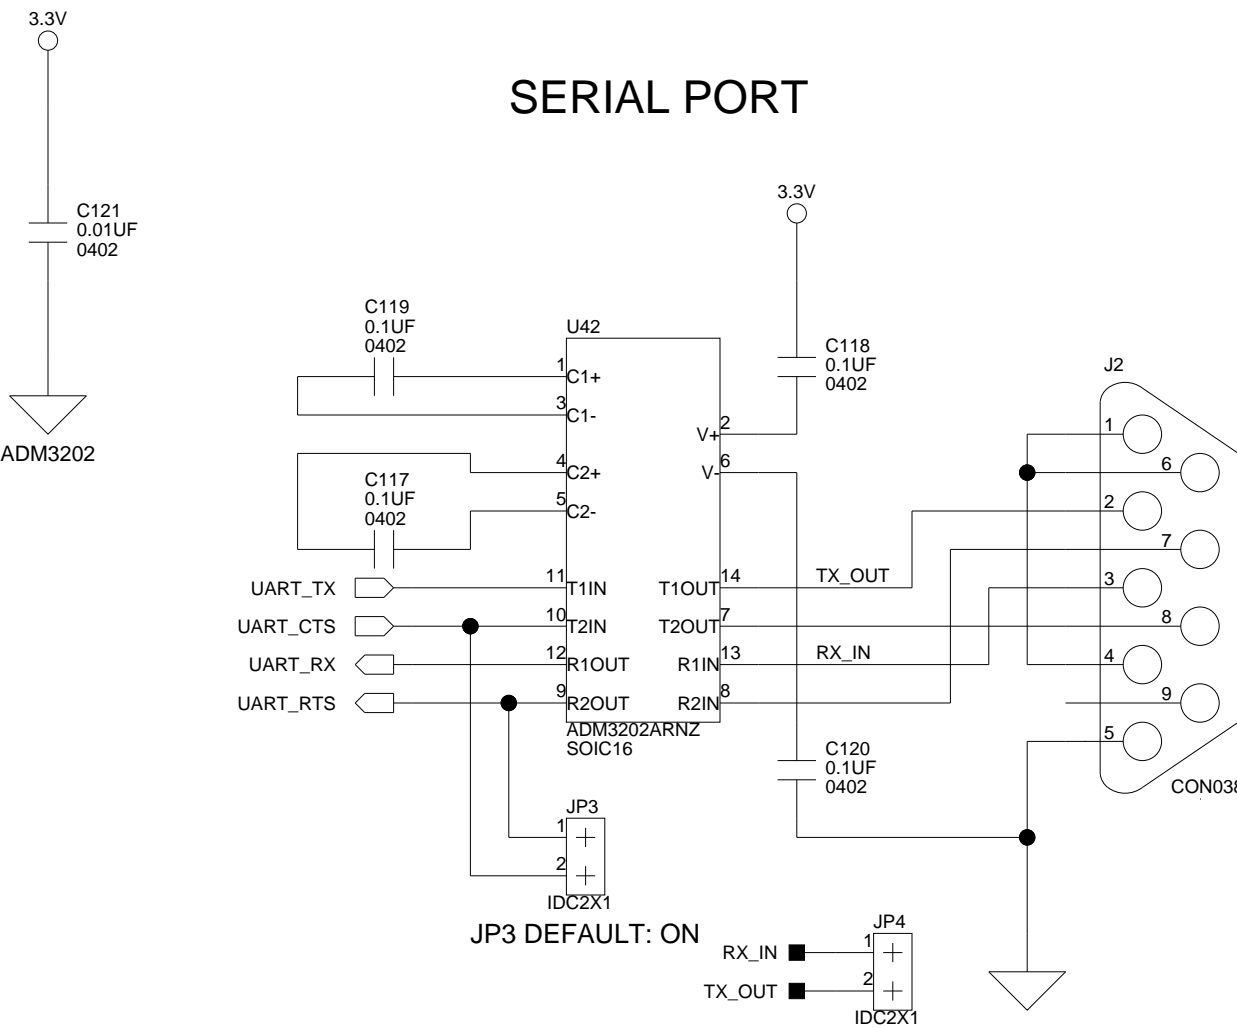 3.3V
SERIAL PORT
C121
0.01UF
0402
ADM3202
3.3V
C119
0.1UF
0402
C118
0.1UF
0402
C117
0.1UF
0402
U42
1
C1+
3
C1-
4
C2+
5
C2-
V+
2
V-
6
UART_TX
11
T1IN
T1OUT
14
TX_OUT
UART_CTS
10
T2IN
T2OUT
7
UART_RX
12
R1OUT
R1IN
13
RX_IN
UART_RTS
9
R2OUT
R2IN
8
ADM3202ARNZ
SOIC16
C120
0.1UF
0402
J2
1
6
2
7
3
8
4
9
5
CON038
JP3
1
2
IDC2X1
JP3 DEFAULT: ON
JP4
RX_IN
1
TX_OUT
2
IDC2X1